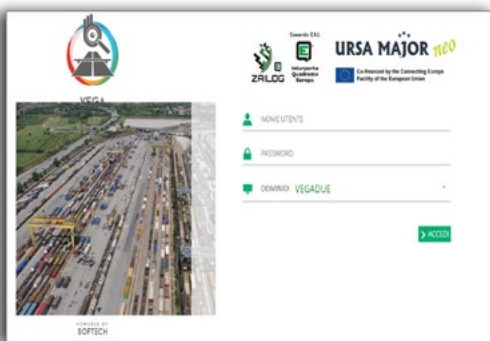 VEGA
Consorzio ZAI
ZAILOG
Interporto
Quadrante
Europa
URSA MAJOR neo
Co-financed by the Connecting Europe
Facility of the European Union
NOME UTENTE
PASSWORD
DOMINIO: VEGADUE
ACCEDI
POWERED BY
SOFTECH